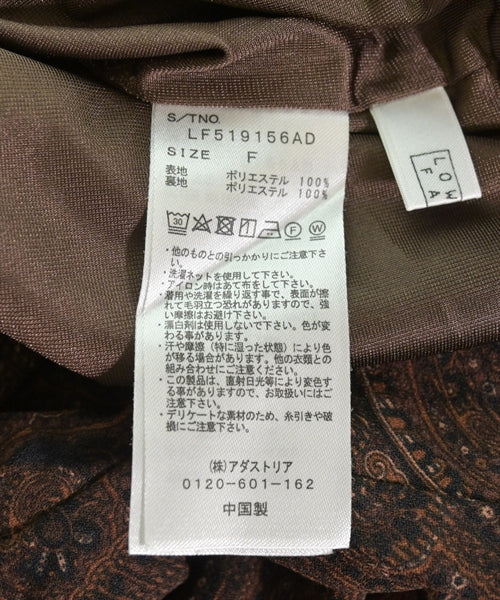 S/TNO.
LF519156AD
SIZE F
表地 ポリエステル 100%
裏地 ポリエステル 100%
30
1
F
W
・他のものとの引っかかりにご注意下さ
い。
・洗濯ネットを使用して下さい。
・アイロン時はあて布をして下さい。
・着用や洗濯を繰り返す事で、表面が擦
れて毛羽立つ恐れがありますので、強
い摩擦はお避け下さい。
・漂白剤は使用しないで下さい。色が変
わる事があります。
・汗や摩擦（特に湿った状態）により色
が移る場合があります。他の衣類との
組み合わせにご注意ください。
・この製品は、直射日光等により変色す
る事がありますので、お取扱いにはご
注意下さい。
・デリケートな素材のため、糸引きや破
損にご注意下さい。
（株）アダストリア
0120-601-162
中国製
LOW
FA